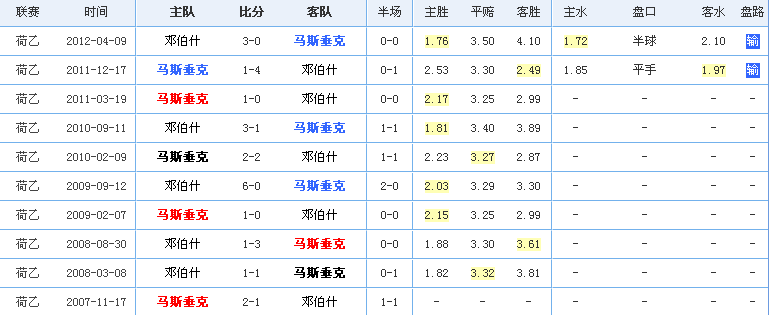 联赛 时间 主队 比分 客队 半场 主胜 平赔 客胜 主水 盘口 客水 盘路
荷乙 2012-04-09 邓伯什 3-0 马斯垂克 0-0 1.76 3.50 4.10 1.72 半球 2.10 输
荷乙 2011-12-17 马斯垂克 1-4 邓伯什 0-1 2.53 3.30 2.49 1.85 平手 1.97 输
荷乙 2011-03-19 马斯垂克 1-0 邓伯什 0-0 2.17 3.25 2.99 - - - -
荷乙 2010-09-11 邓伯什 3-1 马斯垂克 1-1 1.81 3.40 3.89 - - - -
荷乙 2010-02-09 马斯垂克 2-2 邓伯什 1-1 2.23 3.27 2.87 - - - -
荷乙 2009-09-12 邓伯什 6-0 马斯垂克 2-0 2.03 3.29 3.30 - - - -
荷乙 2009-02-07 马斯垂克 1-0 邓伯什 0-0 2.15 3.25 2.99 - - - -
荷乙 2008-08-30 邓伯什 1-3 马斯垂克 0-0 1.88 3.30 3.61 - - - -
荷乙 2008-03-08 邓伯什 1-1 马斯垂克 0-1 1.82 3.32 3.81 - - - -
荷乙 2007-11-17 马斯垂克 2-1 邓伯什 1-1 - - - - - - -